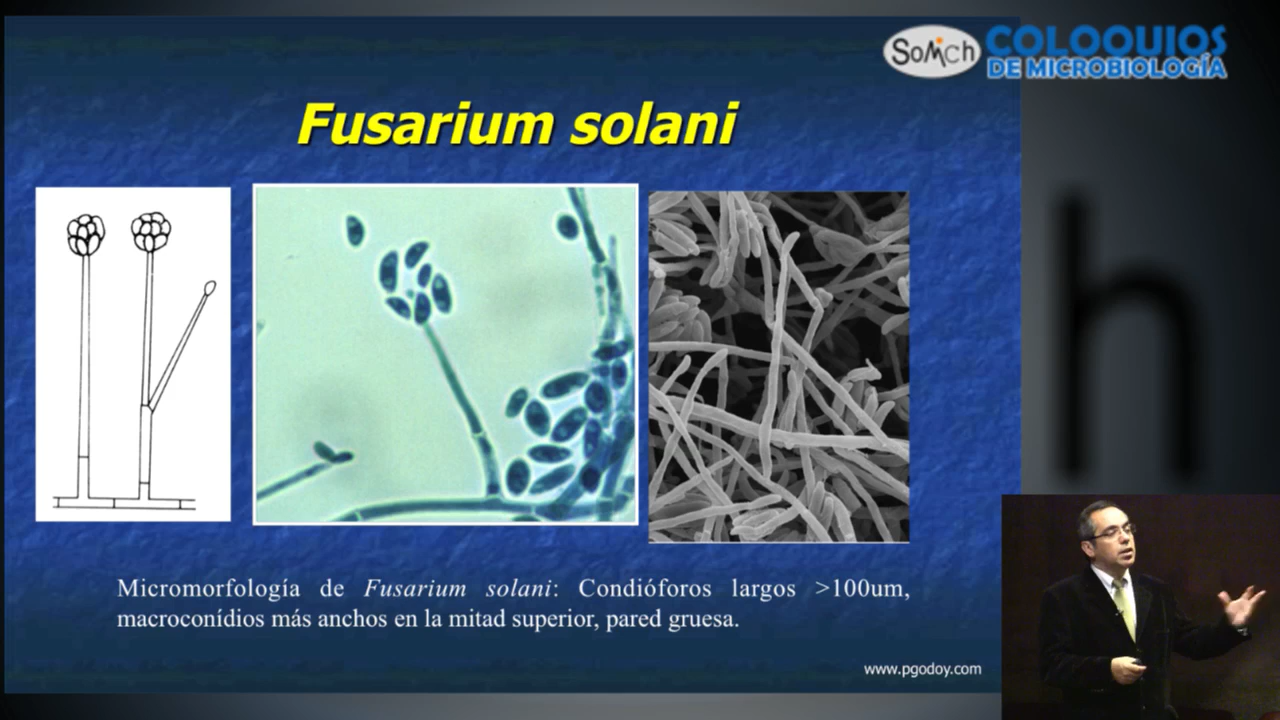 SoMich COLOQUIOS
DE MICROBIOLOGÍA
Fusarium solani
Micromorfología de Fusarium solani: Condióforos largos >100um,
macroconídios más anchos en la mitad superior, pared gruesa.
www.pgodoy.com
h